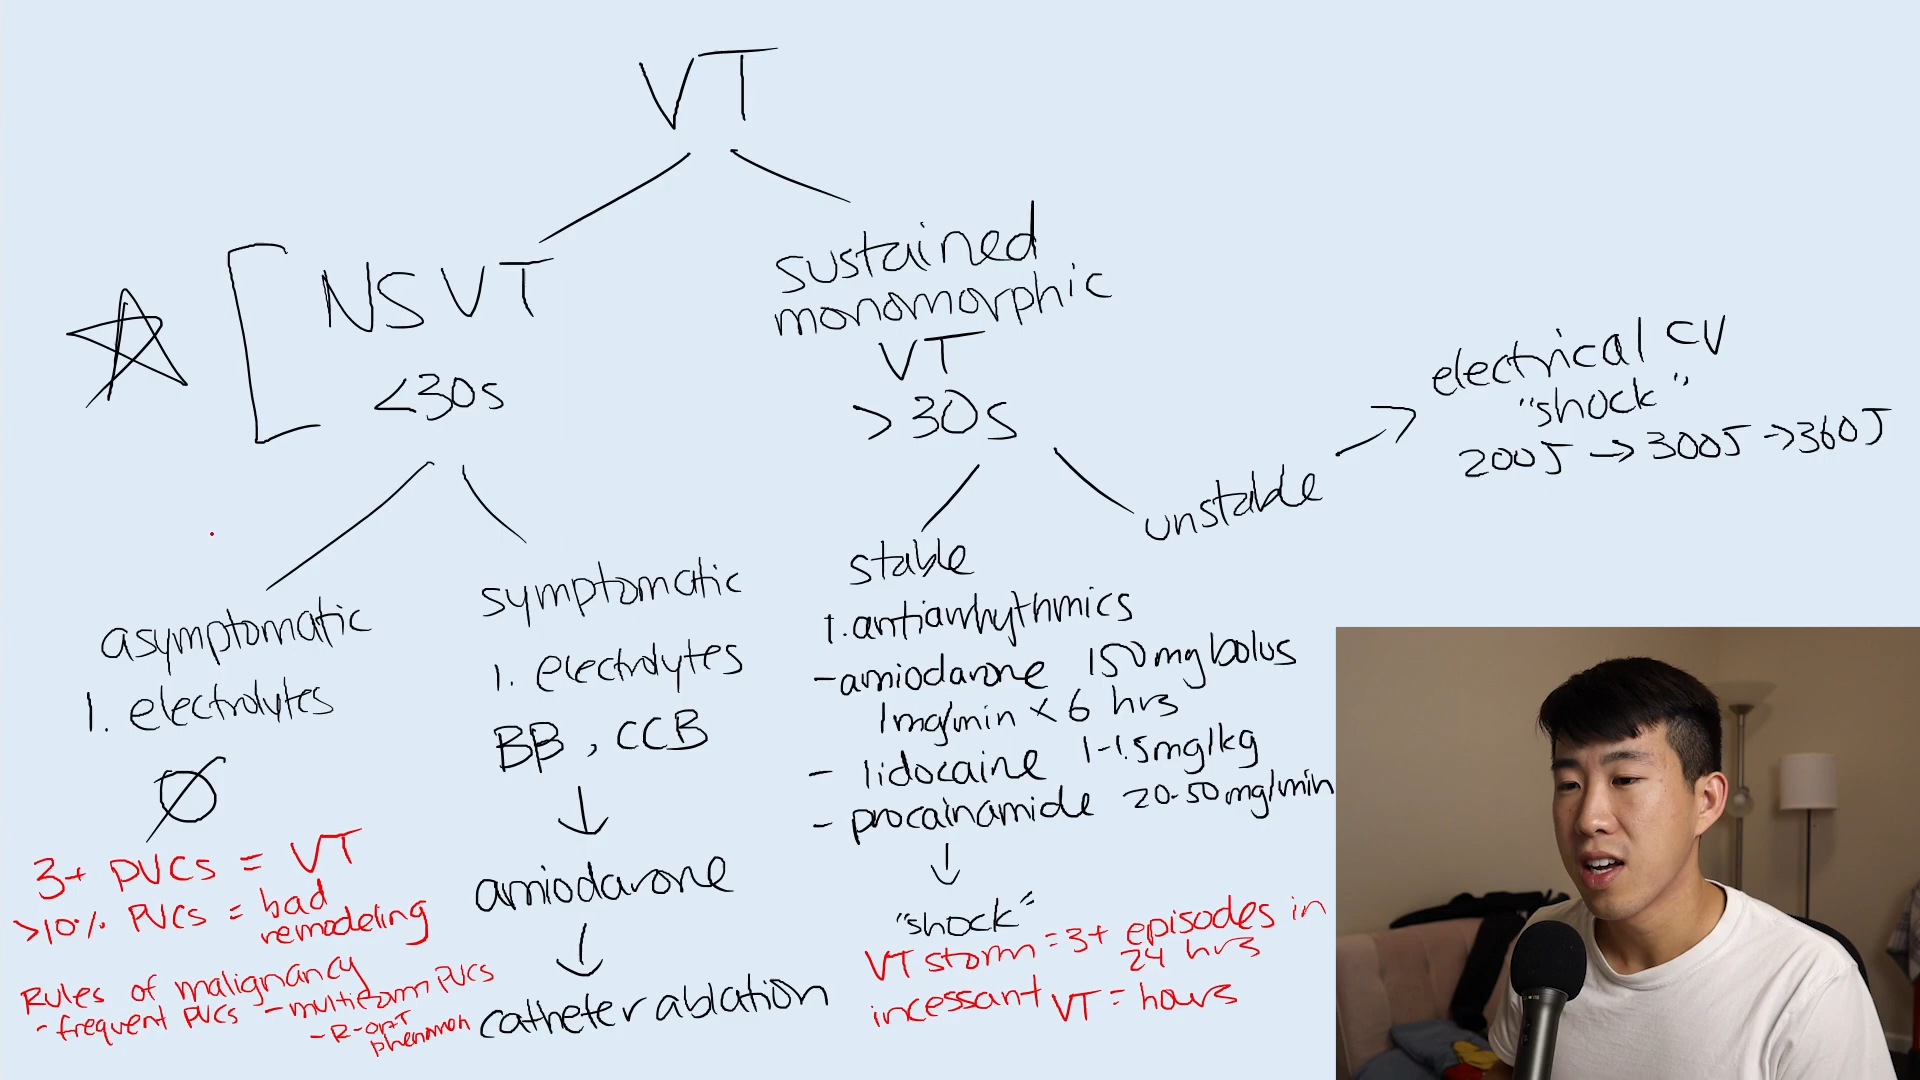 VT
NSVT
<30s
sustained
monomorphic
VT
>30s
asymptomatic
1. electrolytes
Ø
symptomatic
1. electrolytes
BB, CCB
↓
amiodarone
↓
catheter ablation
stable
1. antiarrhythmics
- amiodarone 150mg bolus
1mg/min x 6 hrs
- lidocaine 1-1.5mg/kg
- procainamide 20-50mg/min
↓
"shock"
unstable
→ electrical CV
"shock"
200J → 300J → 360J
3+ PVCs = VT
>10% PVCs = bad
remodeling
Rules of malignancy
- frequent PVCs - multiform PVCs
- R-on-T
phenmon
VT storm = 3+ episodes in
24 hrs
incessant VT = hours